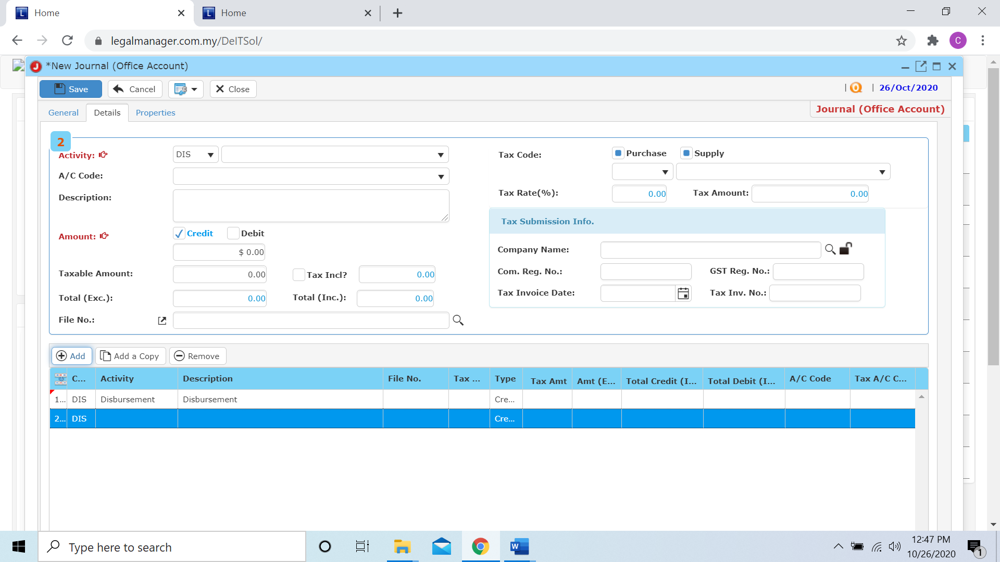 Home
Home
legalmanager.com.my/DeITSol/
C
*New Journal (Office Account)
Save Cancel Close
| Q | 26/Oct/2020
General Details Properties
Journal (Office Account)
2
Activity: DIS
A/C Code:
Description:
Amount: Credit Debit
$ 0.00
Taxable Amount: 0.00 Tax Incl? 0.00
Total (Exc.): 0.00 Total (Inc.): 0.00
File No.:
Tax Code: Purchase Supply
Tax Rate(%): 0.00 Tax Amount: 0.00
Tax Submission Info.
Company Name:
Com. Reg. No.: GST Reg. No.:
Tax Invoice Date: Tax Inv. No.:
Add Add a Copy Remove
C... Activity Description File No. Tax ... Type Tax Amt Amt (E... Total Credit (I... Total Debit (I... A/C Code Tax A/C C...
1... DIS Disbursement Disbursement Cre...
2... DIS Cre...
Type here to search
12:47 PM
10/26/2020
1